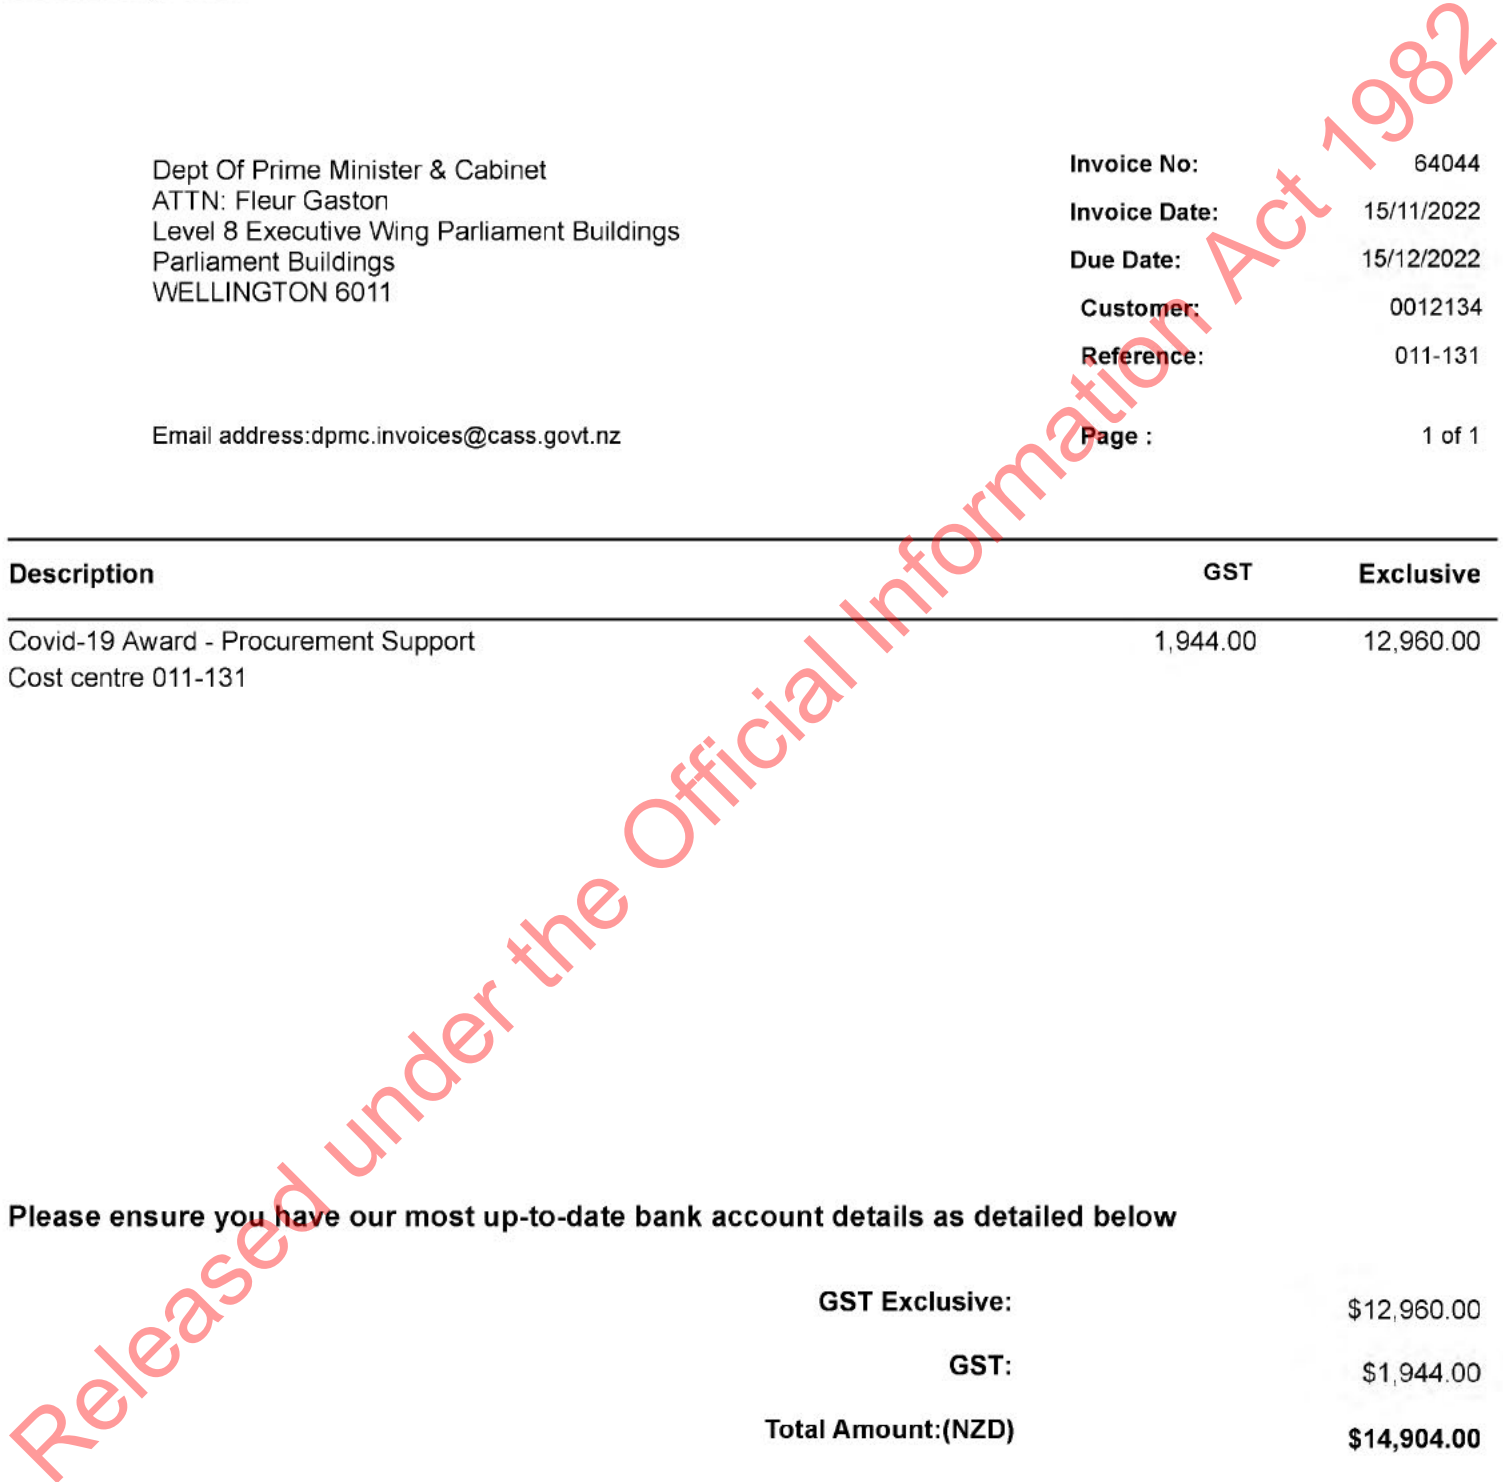 Dept Of Prime Minister & Cabinet
ATTN: Fleur Gaston
Level 8 Executive Wing Parliament Buildings
Parliament Buildings
WELLINGTON 6011
Email address:dpmc.invoices@cass.govt.nz
Invoice No: 64044
Invoice Date: 15/11/2022
Due Date: 15/12/2022
Customer: 0012134
Reference: 011-131
Page : 1 of 1
Description GST Exclusive
Covid-19 Award - Procurement Support 1,944.00 12,960.00
Cost centre 011-131
Please ensure you have our most up-to-date bank account details as detailed below
GST Exclusive: $12,960.00
GST: $1,944.00
Total Amount:(NZD) $14,904.00
Released under the Official Information Act 1982